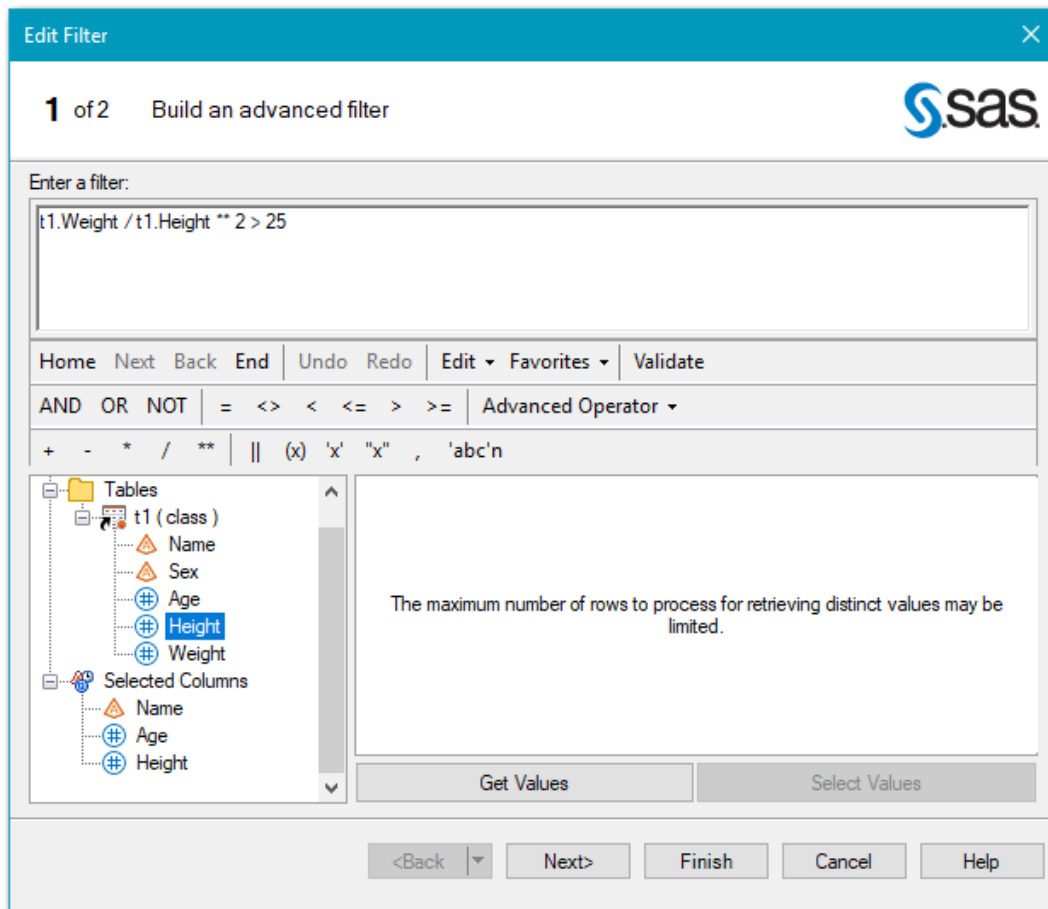 Edit Filter
1 of 2 Build an advanced filter
sas
Enter a filter:
t1.Weight / t1.Height ** 2 > 25
Home Next Back End Undo Redo Edit Favorites Validate
AND OR NOT = <> < <= > >= Advanced Operator
+ - * / ** || (x) 'x' "x" , 'abc'n
Tables
t1 ( class )
Name
Sex
Age
Height
Weight
Selected Columns
Name
Age
Height
The maximum number of rows to process for retrieving distinct values may be
limited.
Get Values Select Values
<Back Next> Finish Cancel Help